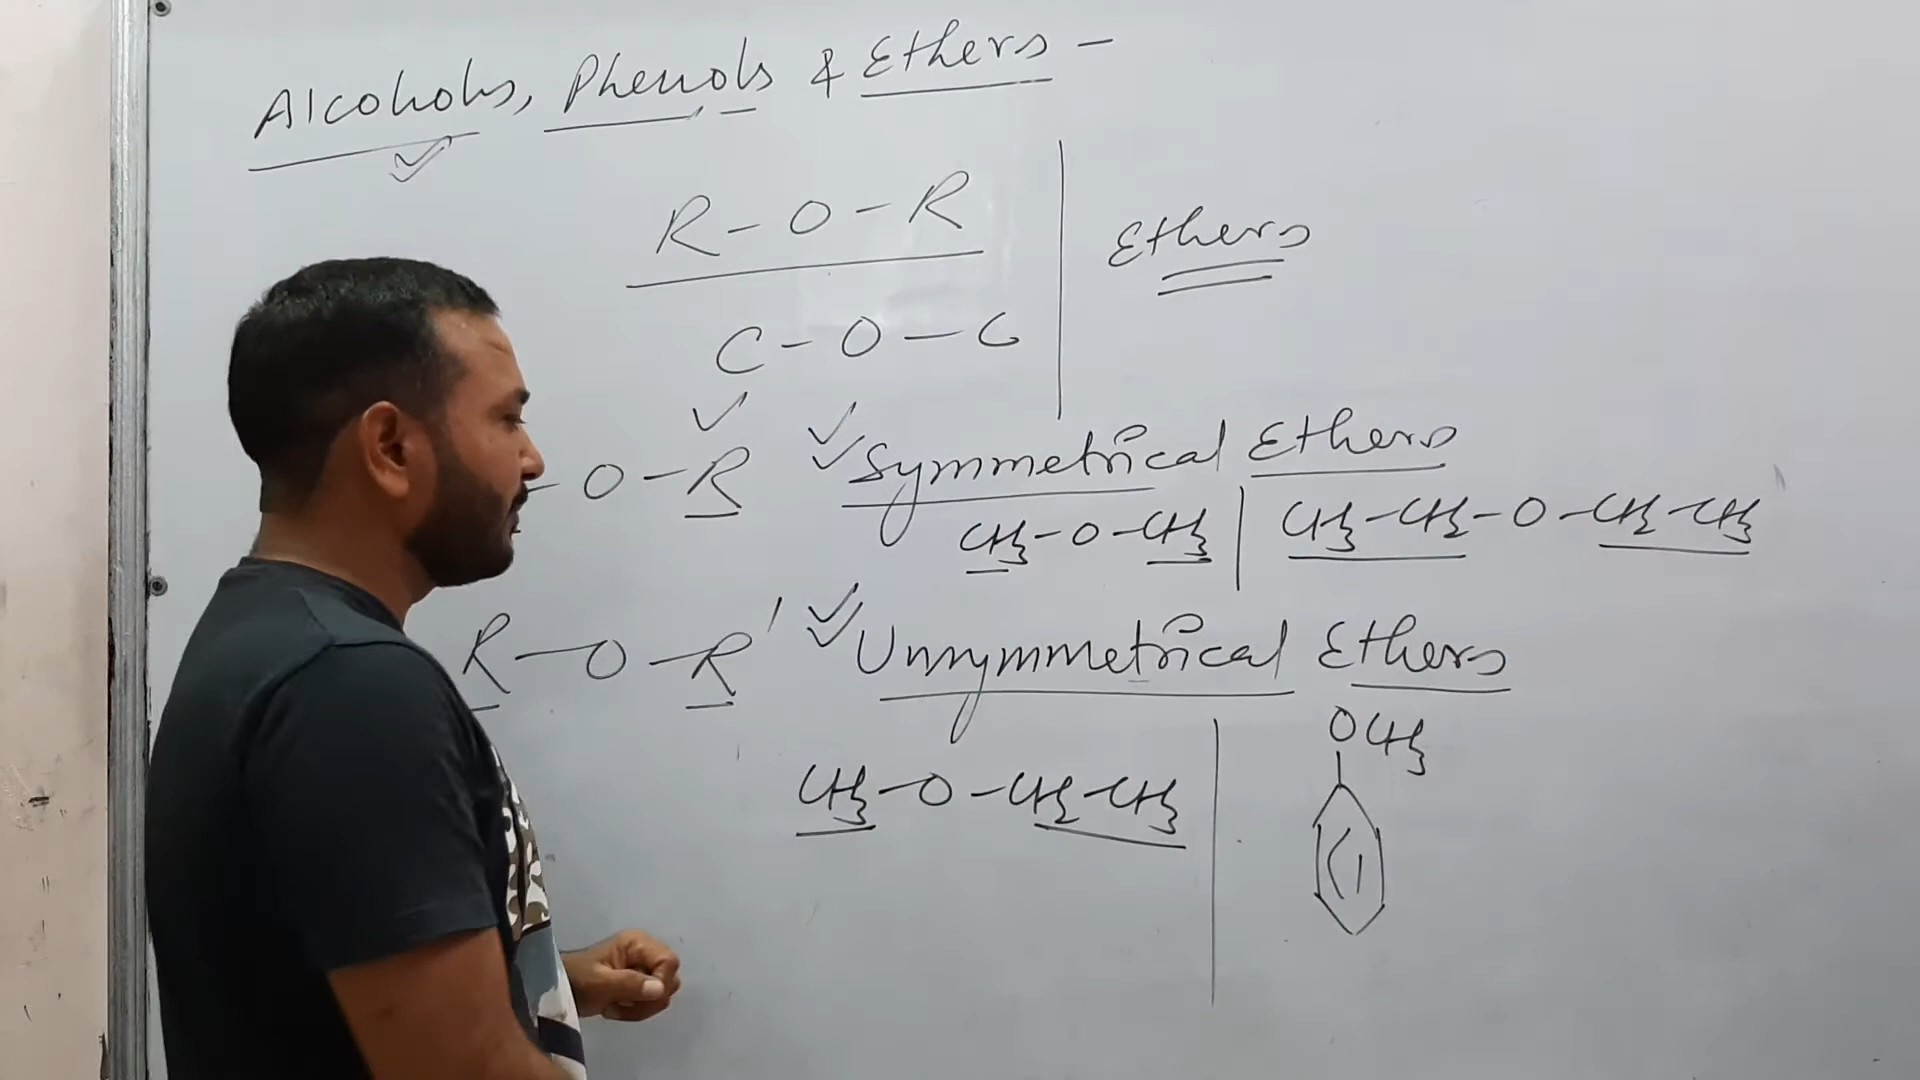 Alcohols, Phenols & Ethers -
R-O-R
Ethers
C-O-C
-O-R Symmetrical Ethers
CH3-O-CH3 | CH3-CH2-O-CH2-CH3
R-O-R' Unsymmetrical Ethers
OCH3
CH3-O-CH2-CH3